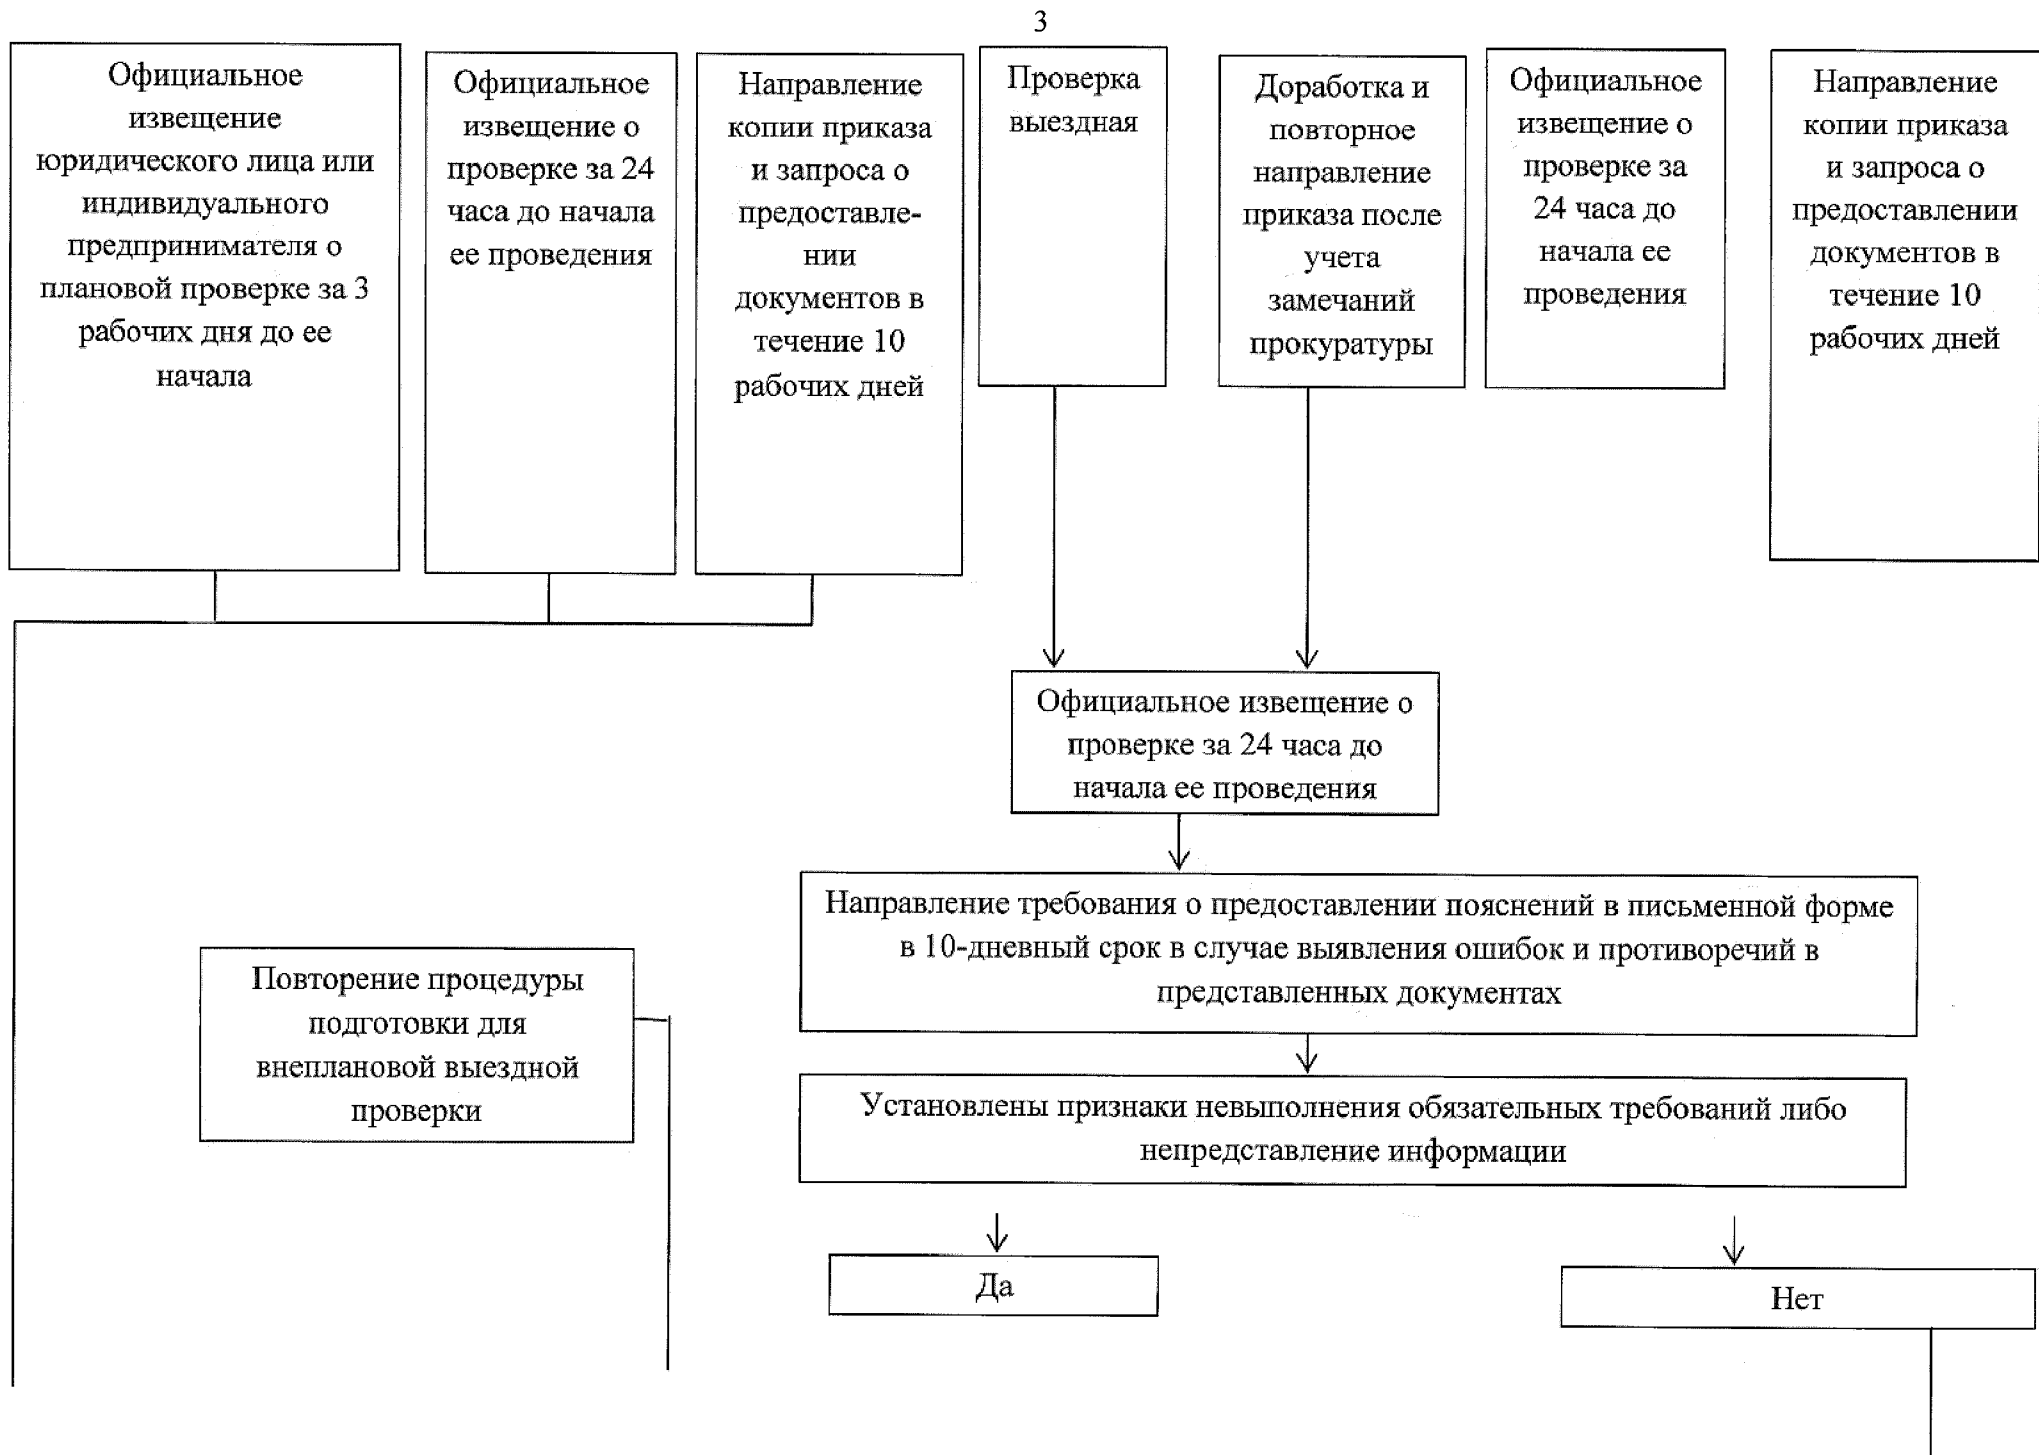 3
Официальное
извещение
юридического лица или
индивидуального
предпринимателя о
плановой проверке за 3
рабочих дня до ее
начала
Официальное
извещение о
проверке за 24
часа до начала
ее проведения
Направление
копии приказа
и запроса о
предоставле-
нии
документов в
течение 10
рабочих дней
Проверка
выездная
Доработка и
повторное
направление
приказа после
учета
замечаний
прокуратуры
Официальное
извещение о
проверке за
24 часа до
начала ее
проведения
Направление
копии приказа
и запроса о
предоставлении
документов в
течение 10
рабочих дней
Официальное извещение о
проверке за 24 часа до
начала ее проведения
Направление требования о предоставлении пояснений в письменной форме
в 10-дневный срок в случае выявления ошибок и противоречий в
представленных документах
Повторение процедуры
подготовки для
внеплановой выездной
проверки
Установлены признаки невыполнения обязательных требований либо
непредставление информации
Да
Нет